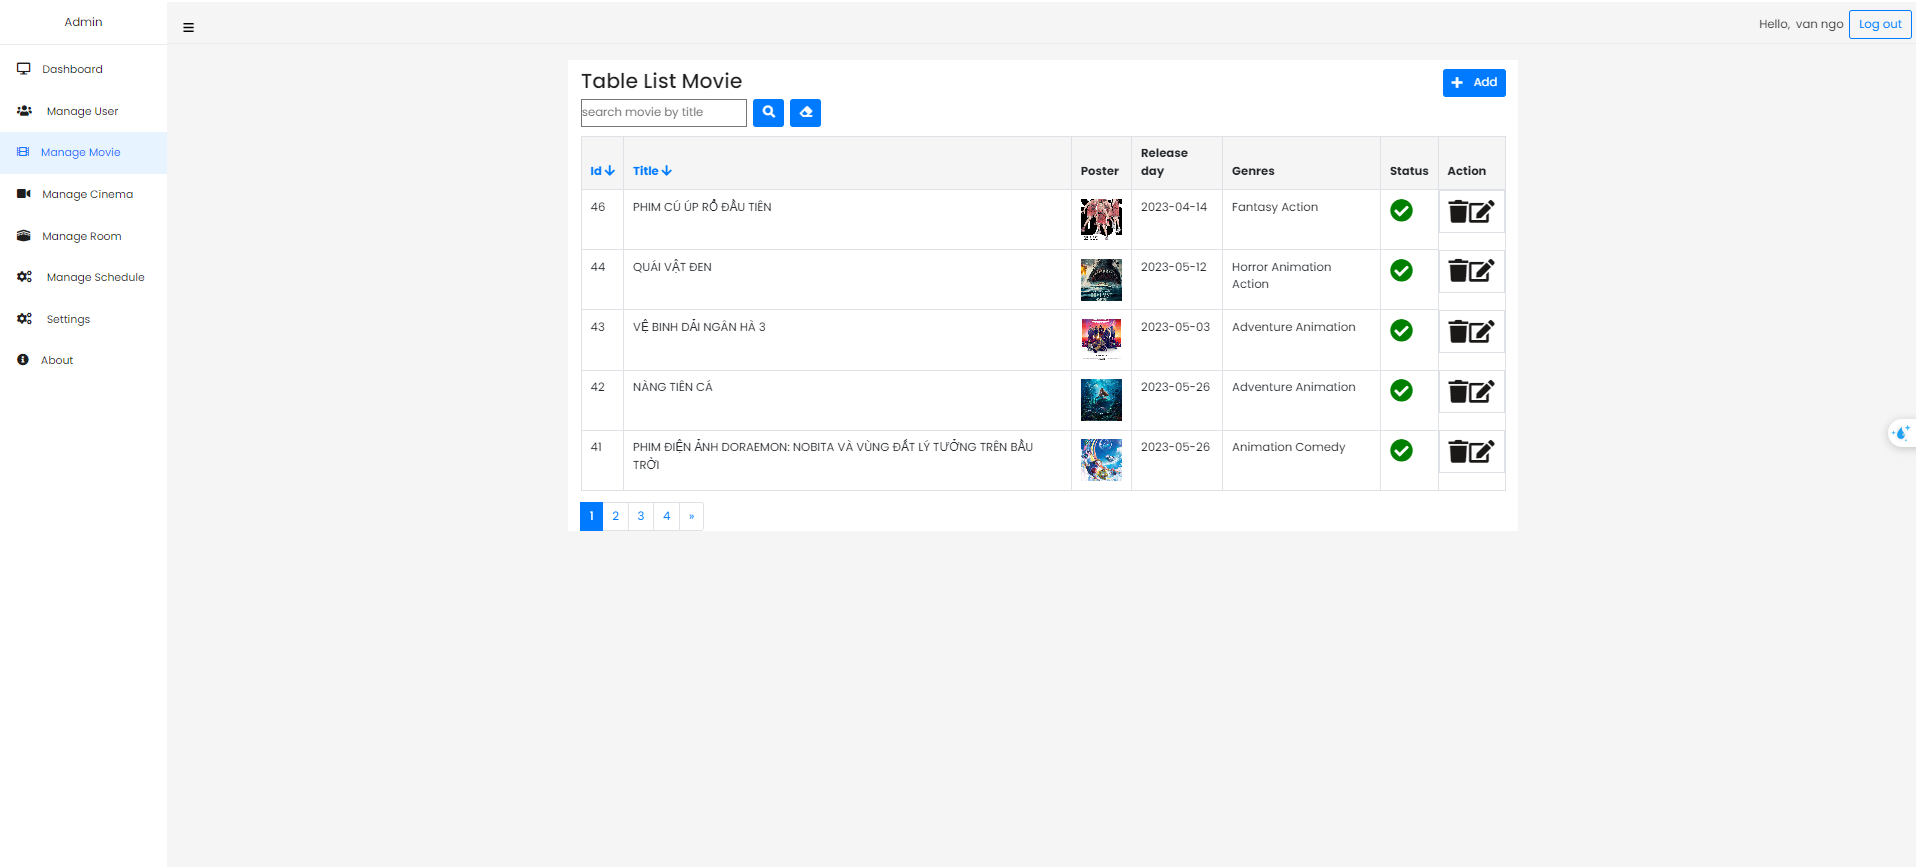 Admin
Hello, van ngo Log out
Dashboard
Manage User
Manage Movie
Manage Cinema
Manage Room
Manage Schedule
Settings
About
Table List Movie
Add
search movie by title
Id Title Poster Release day Genres Status Action
46 PHIM CÚ ÚP RỔ ĐẦU TIÊN 2023-04-14 Fantasy Action
44 QUÁI VẬT ĐEN 2023-05-12 Horror Animation Action
43 VỆ BINH DẢI NGÂN HÀ 3 2023-05-03 Adventure Animation
42 NÀNG TIÊN CÁ 2023-05-26 Adventure Animation
41 PHIM ĐIỆN ẢNH DORAEMON: NOBITA VÀ VÙNG ĐẤT LÝ TƯỞNG TRÊN BẦU TRỜI 2023-05-26 Animation Comedy
1 2 3 4 »